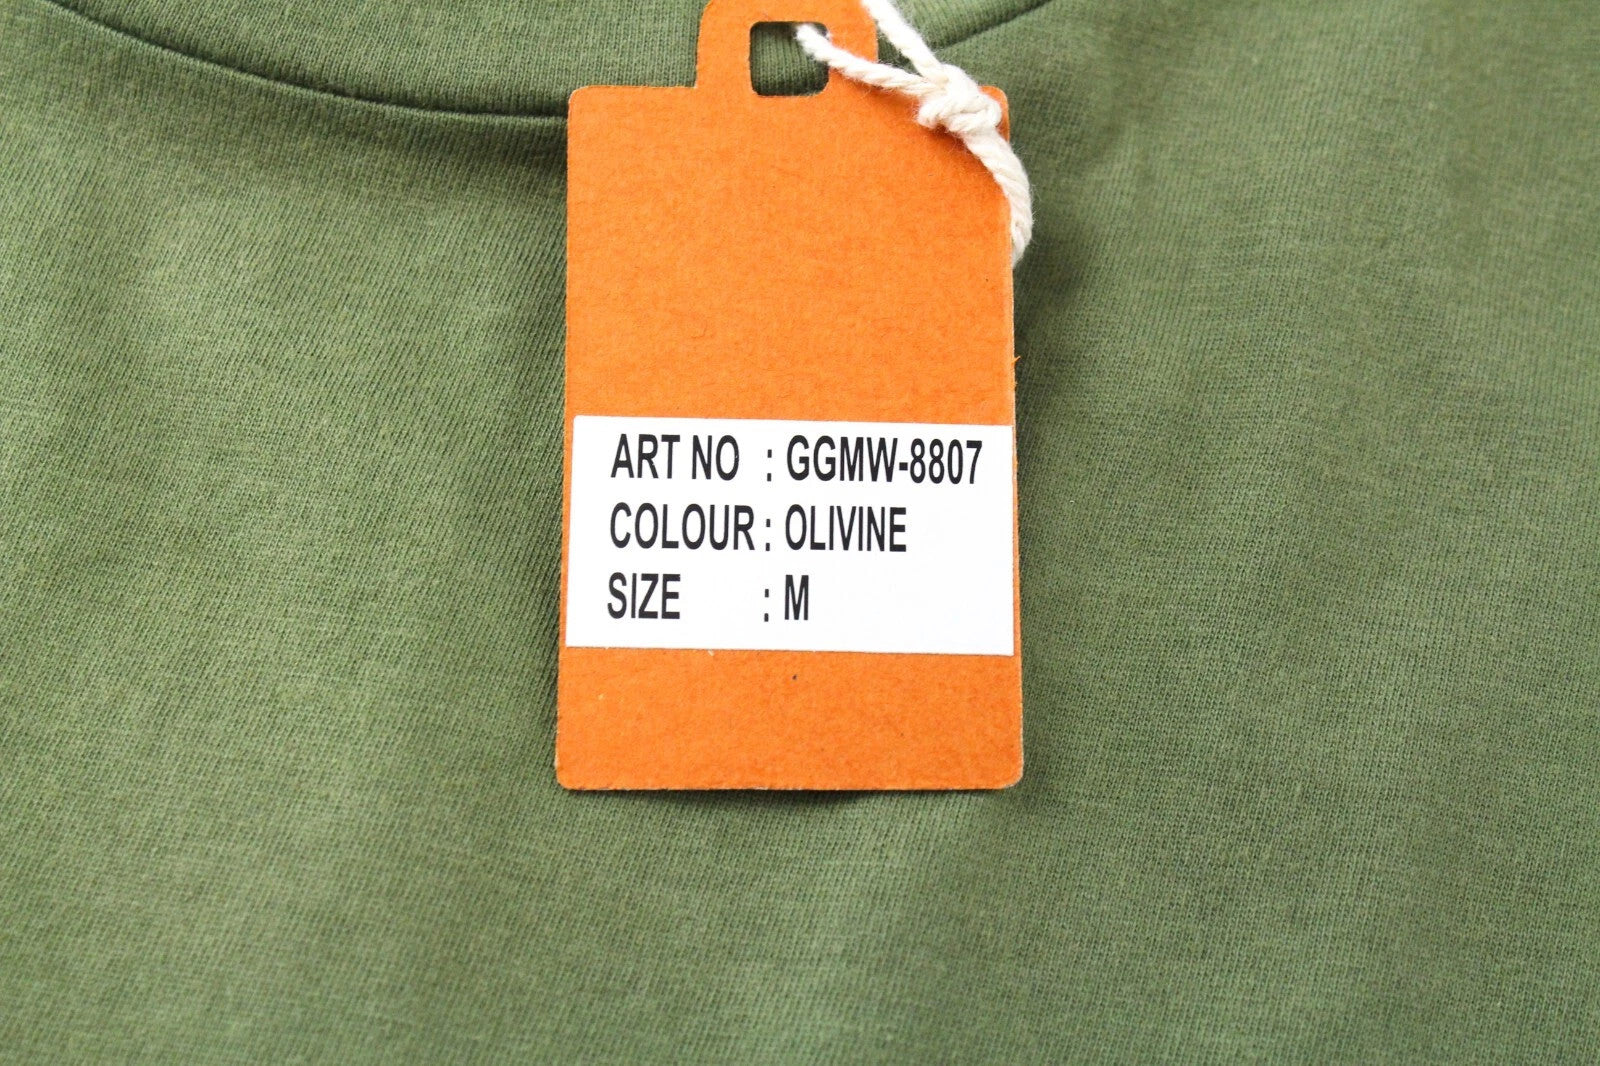 ART NO : GGMW-8807
COLOUR : OLIVINE
SIZE : M